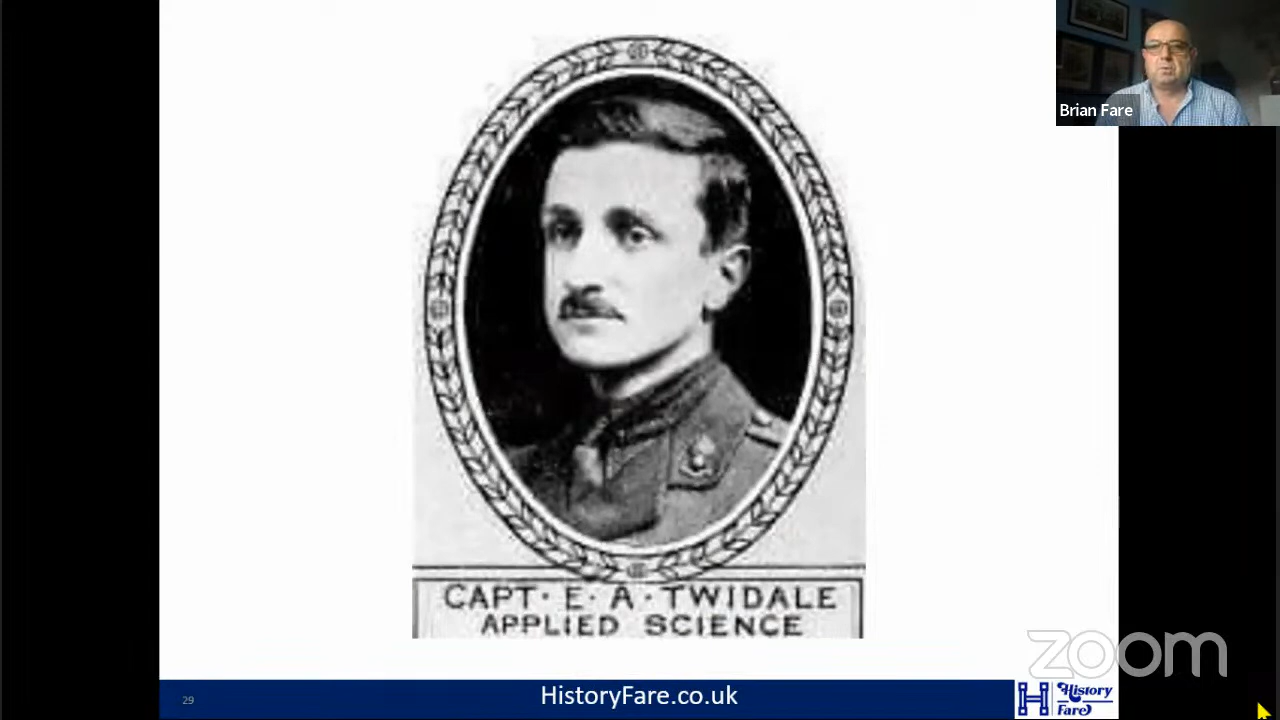 Brian Fare
CAPT· E· A· TWIDALE
APPLIED SCIENCE
zoom
29
HistoryFare.co.uk
H History
Fare